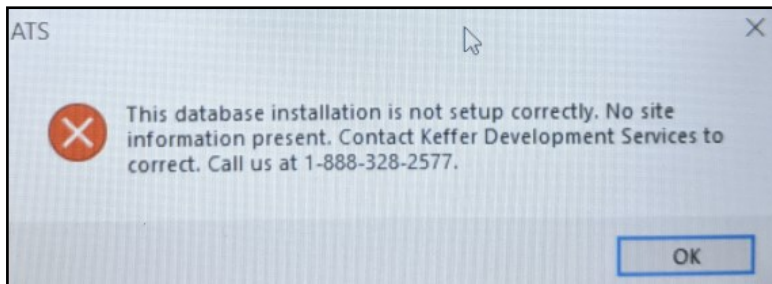 ATS
This database installation is not setup correctly. No site
information present. Contact Keffer Development Services to
correct. Call us at 1-888-328-2577.
OK